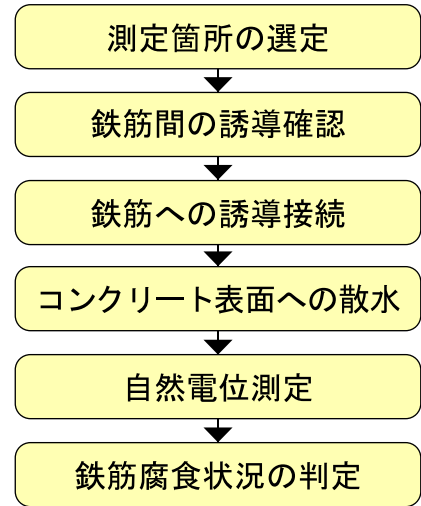 測定箇所の選定
鉄筋間の誘導確認
鉄筋への誘導接続
コンクリート表面への散水
自然電位測定
鉄筋腐食状況の判定